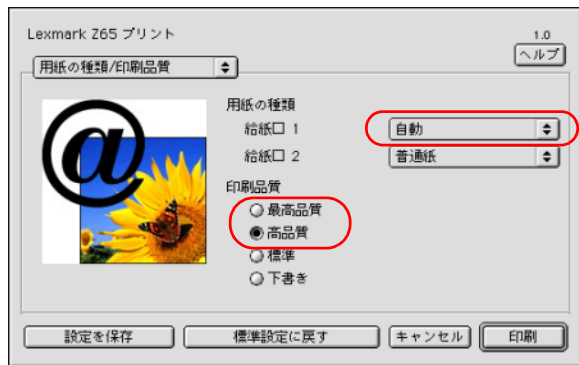 Lexmark Z65 プリント
1.0
ヘルプ
用紙の種類/印刷品質
用紙の種類
給紙口 1
自動
給紙口 2
普通紙
印刷品質
最高品質
高品質
標準
下書き
@
設定を保存
標準設定に戻す
キャンセル
印刷